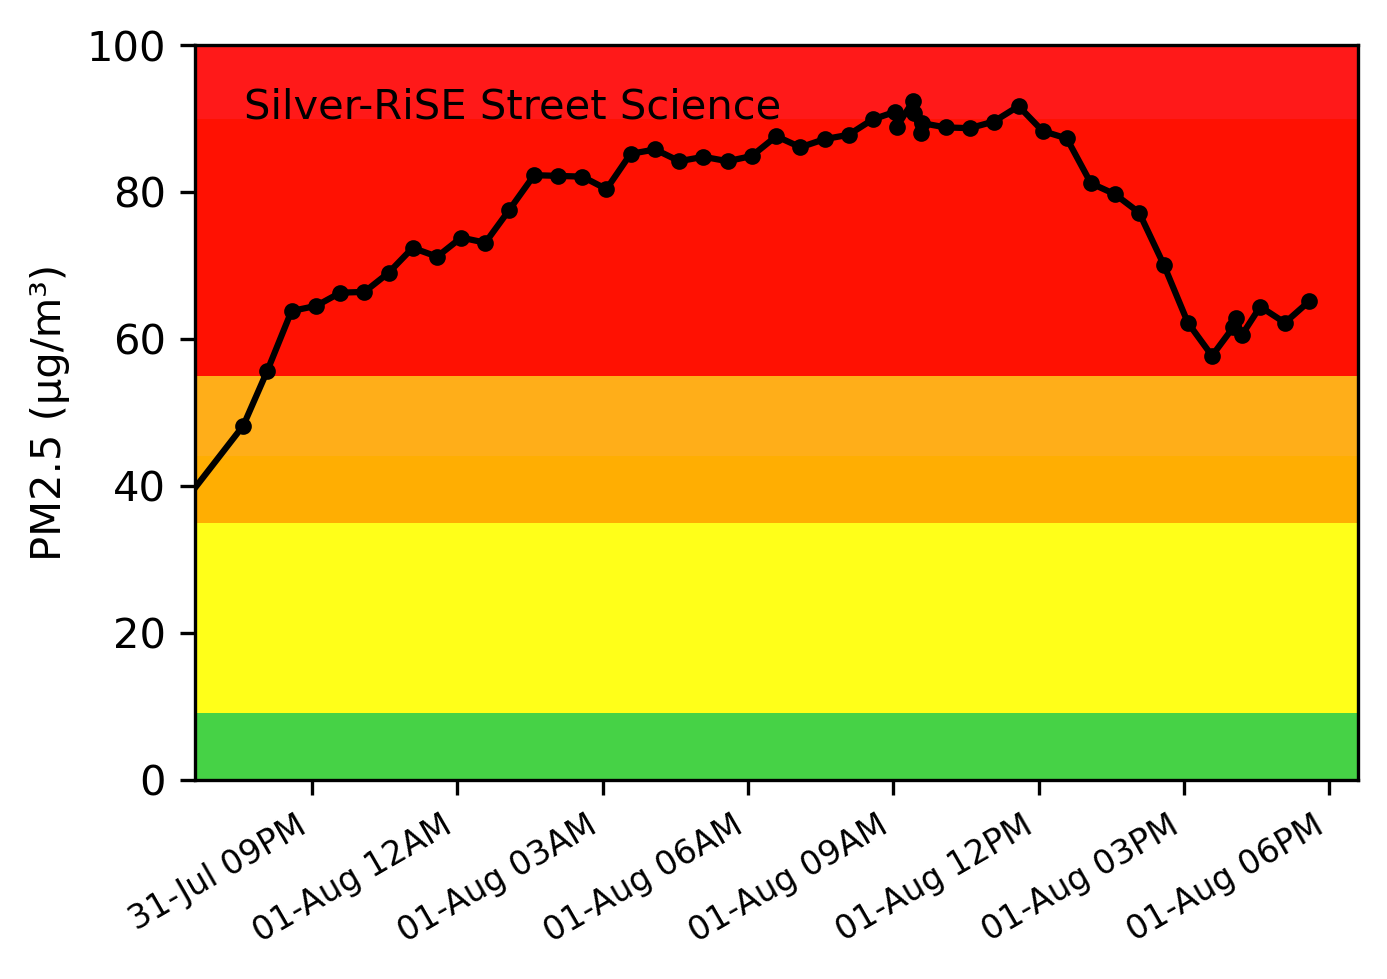 Silver-RiSE Street Science
PM2.5 (µg/m³)
100
80
60
40
20
0
31-Jul 09PM
01-Aug 12AM
01-Aug 03AM
01-Aug 06AM
01-Aug 09AM
01-Aug 12PM
01-Aug 03PM
01-Aug 06PM